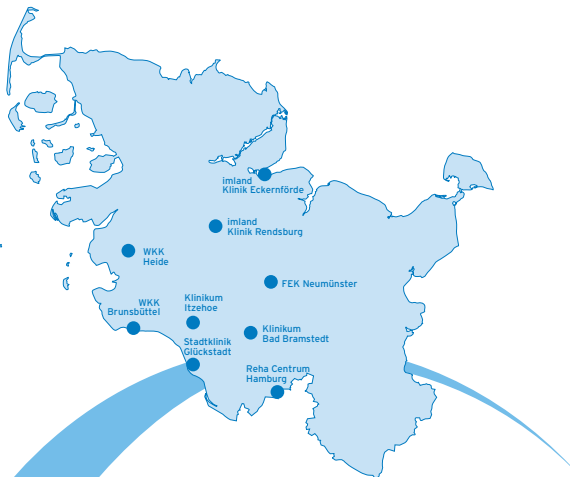 imland
Klinik Eckernförde
imland
Klinik Rendsburg
WKK
Heide
FEK Neumünster
WKK
Brunsbüttel
Klinikum
Itzehoe
Klinikum
Bad Bramstedt
Stadtklinik
Glückstadt
Reha Centrum
Hamburg